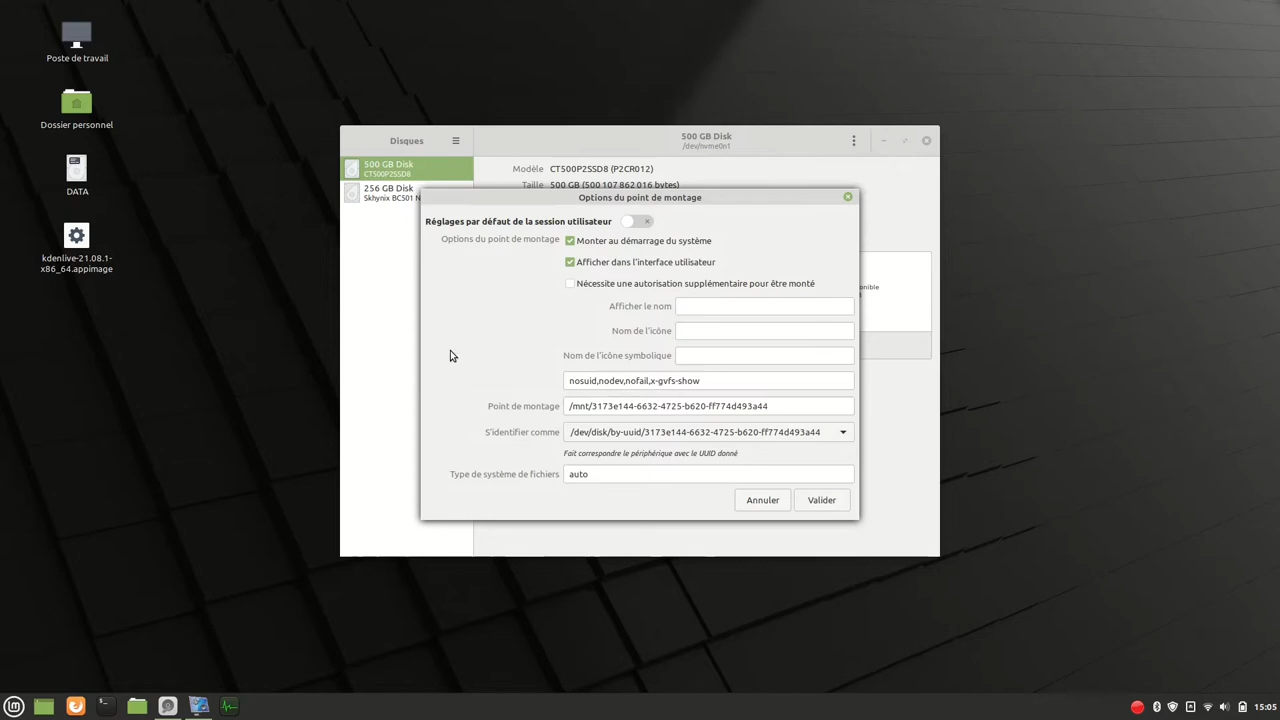 Poste de travail
Dossier personnel
DATA
kdenlive-21.08.1-
x86_64.appimage
Disques
500 GB Disk
/dev/nvme0n1
500 GB Disk
CT500P2SSD8
256 GB Disk
Skhynix BC501 N
Modèle CT500P2SSD8 (P2CR012)
Taille 500 GB (500 107 862 016 bytes)
Options du point de montage
Réglages par défaut de la session utilisateur
Options du point de montage
Monter au démarrage du système
Afficher dans l'interface utilisateur
Nécessite une autorisation supplémentaire pour être monté
Afficher le nom
Nom de l'icône
Nom de l'icône symbolique
nosuid,nodev,nofail,x-gvfs-show
Point de montage /mnt/3173e144-6632-4725-b620-ff774d493a44
S'identifier comme /dev/disk/by-uuid/3173e144-6632-4725-b620-ff774d493a44
Fait correspondre le périphérique avec le UUID donné
Type de système de fichiers auto
Annuler Valider
15:05